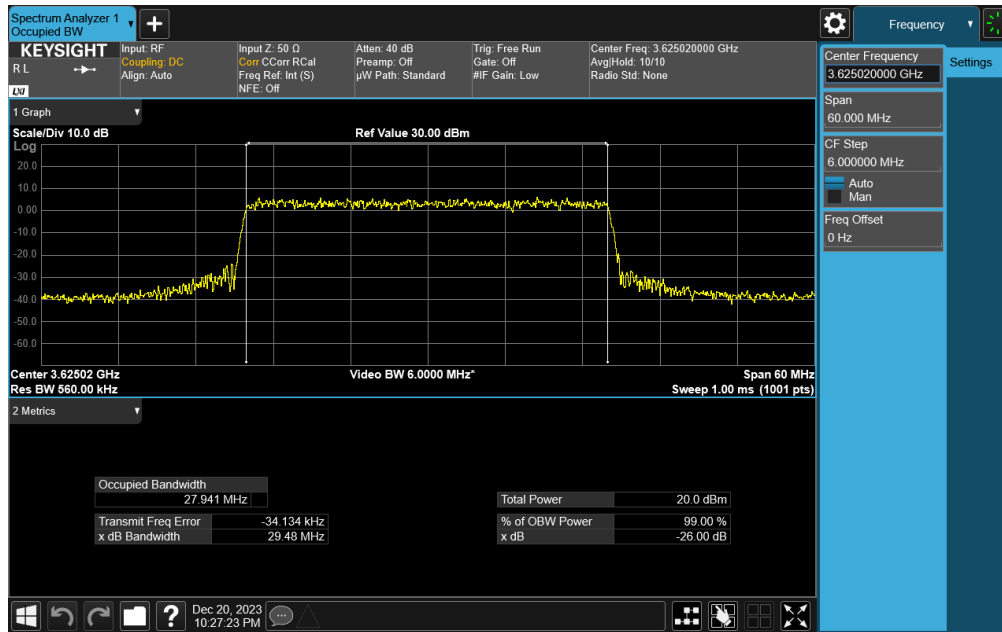 Spectrum Analyzer 1
Occupied BW
Frequency
KEYSIGHT
R L
LXI
Input: RF
Coupling: DC
Align: Auto
Input Z: 50 Ω
Corr CCorr RCal
Freq Ref: Int (S)
NFE: Off
Atten: 40 dB
Preamp: Off
µW Path: Standard
Trig: Free Run
Gate: Off
#IF Gain: Low
Center Freq: 3.625020000 GHz
Avg|Hold: 10/10
Radio Std: None
Center Frequency
3.625020000 GHz
Settings
Span
60.000 MHz
CF Step
6.000000 MHz
Auto
Man
Freq Offset
0 Hz
1 Graph
Scale/Div 10.0 dB
Ref Value 30.00 dBm
Log
20.0
10.0
0.00
-10.0
-20.0
-30.0
-40.0
-50.0
-60.0
Center 3.62502 GHz
Video BW 6.0000 MHz*
Span 60 MHz
Res BW 560.00 kHz
Sweep 1.00 ms (1001 pts)
2 Metrics
Occupied Bandwidth
27.941 MHz
Total Power 20.0 dBm
Transmit Freq Error -34.134 kHz
% of OBW Power 99.00 %
x dB Bandwidth 29.48 MHz
x dB -26.00 dB
?
Dec 20, 2023
10:27:23 PM